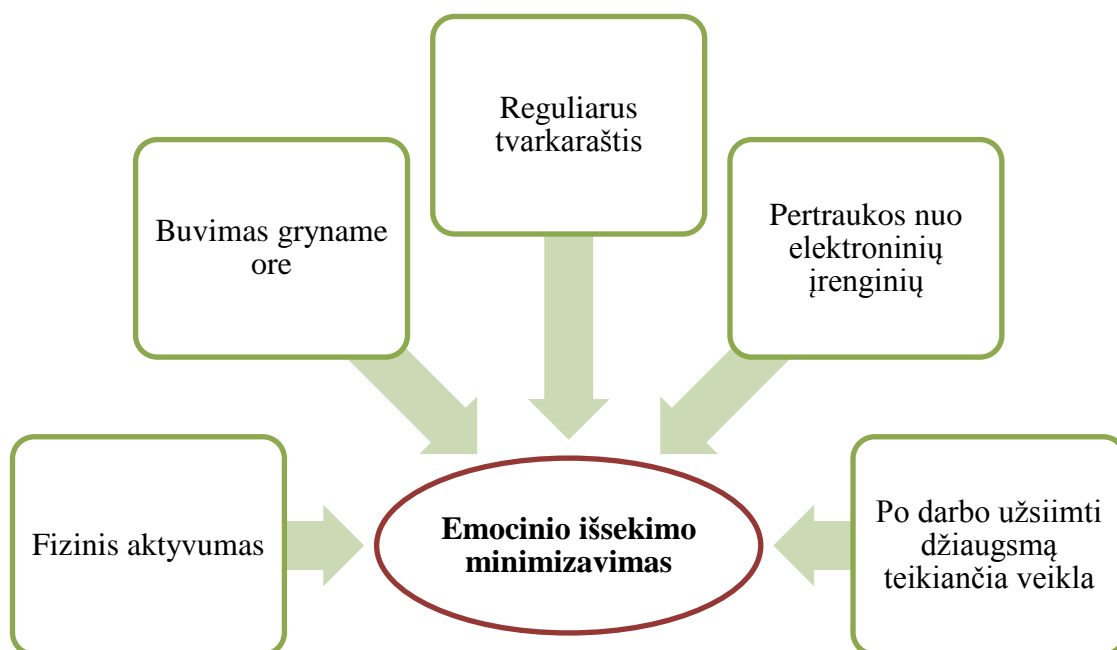 Reguliarus
tvarkaraštis
Buvimas gryname
ore
Pertraukos nuo
elektroninių
įrenginių
Fizinis aktyvumas
Emocinio išsekimo
minimizavimas
Po darbo užsiimti
džiaugsmą
teikiančia veikla